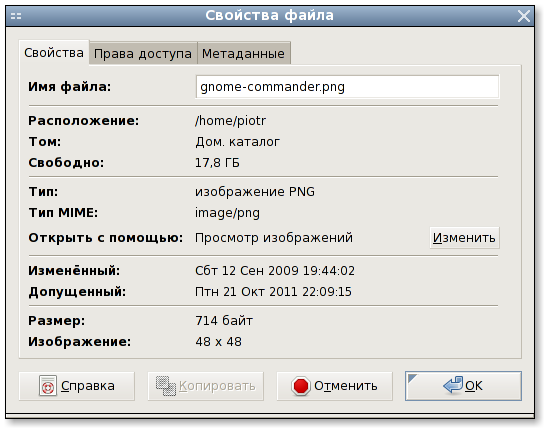 Свойства файла
Свойства Права доступа Метаданные
Имя файла: gnome-commander.png
Расположение: /home/piotr
Том: Дом. каталог
Свободно: 17,8 ГБ
Тип: изображение PNG
Тип MIME: image/png
Открыть с помощью: Просмотр изображений Изменить
Изменённый: Сбт 12 Сен 2009 19:44:02
Допущенный: Птн 21 Окт 2011 22:09:15
Размер: 714 байт
Изображение: 48 x 48
Справка Копировать Отменить OK